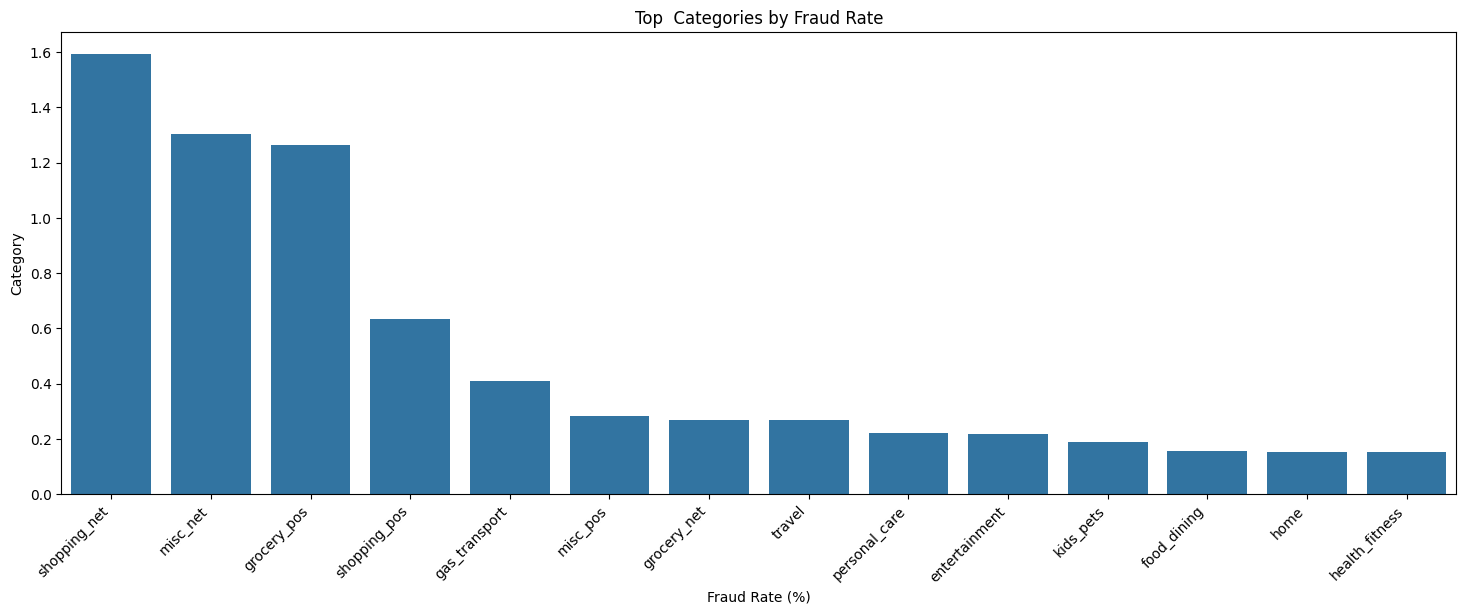 Top  Categories by Fraud Rate
1.6
1.4
1.2
1.0
0.8
0.6
0.4
0.2
0.0
Category
shopping_net
misc_net
grocery_pos
shopping_pos
gas_transport
misc_pos
grocery_net
travel
personal_care
entertainment
kids_pets
food_dining
home
health_fitness
Fraud Rate (%)